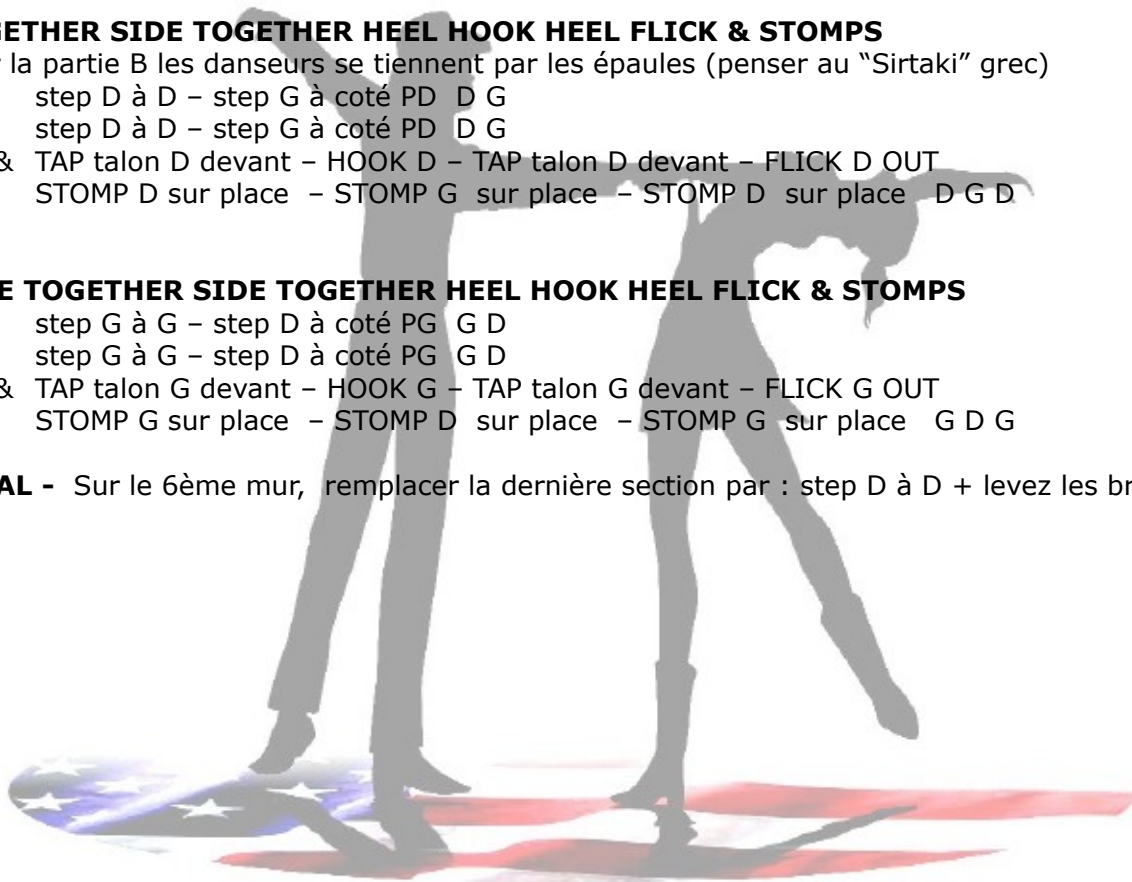 GETHER SIDE TOGETHER HEEL HOOK HEEL FLICK & STOMPS
la partie B les danseurs se tiennent par les épaules (penser au “Sirtaki” grec)
step D à D – step G à coté PD D G
step D à D – step G à coté PD D G
& TAP talon D devant – HOOK D – TAP talon D devant – FLICK D OUT
STOMP D sur place – STOMP G sur place – STOMP D sur place D G D
E TOGETHER SIDE TOGETHER HEEL HOOK HEEL FLICK & STOMPS
step G à G – step D à coté PG G D
step G à G – step D à coté PG G D
& TAP talon G devant – HOOK G – TAP talon G devant – FLICK G OUT
STOMP G sur place – STOMP D sur place – STOMP G sur place G D G
AL - Sur le 6ème mur, remplacer la dernière section par : step D à D + levez les br